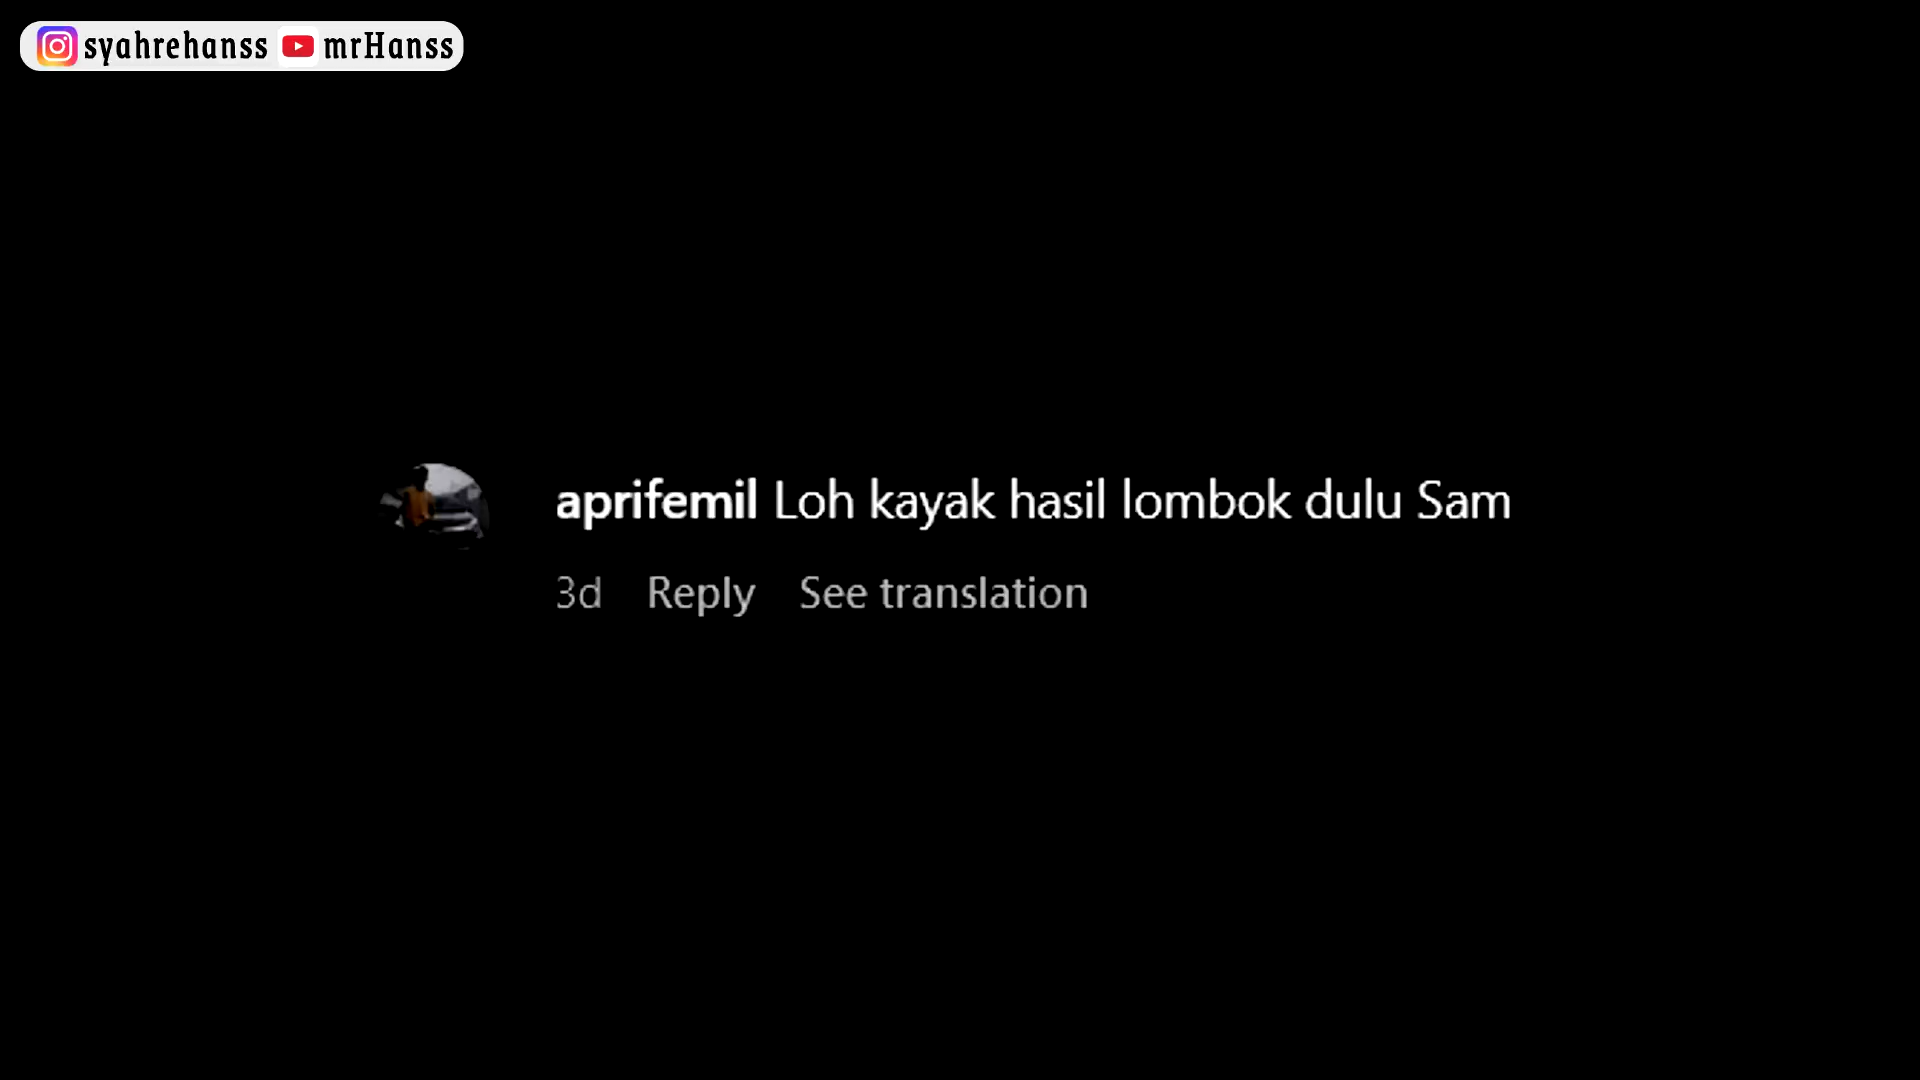 syahrehanss mrHanss
aprifemil Loh kayak hasil lombok dulu Sam
3d Reply See translation